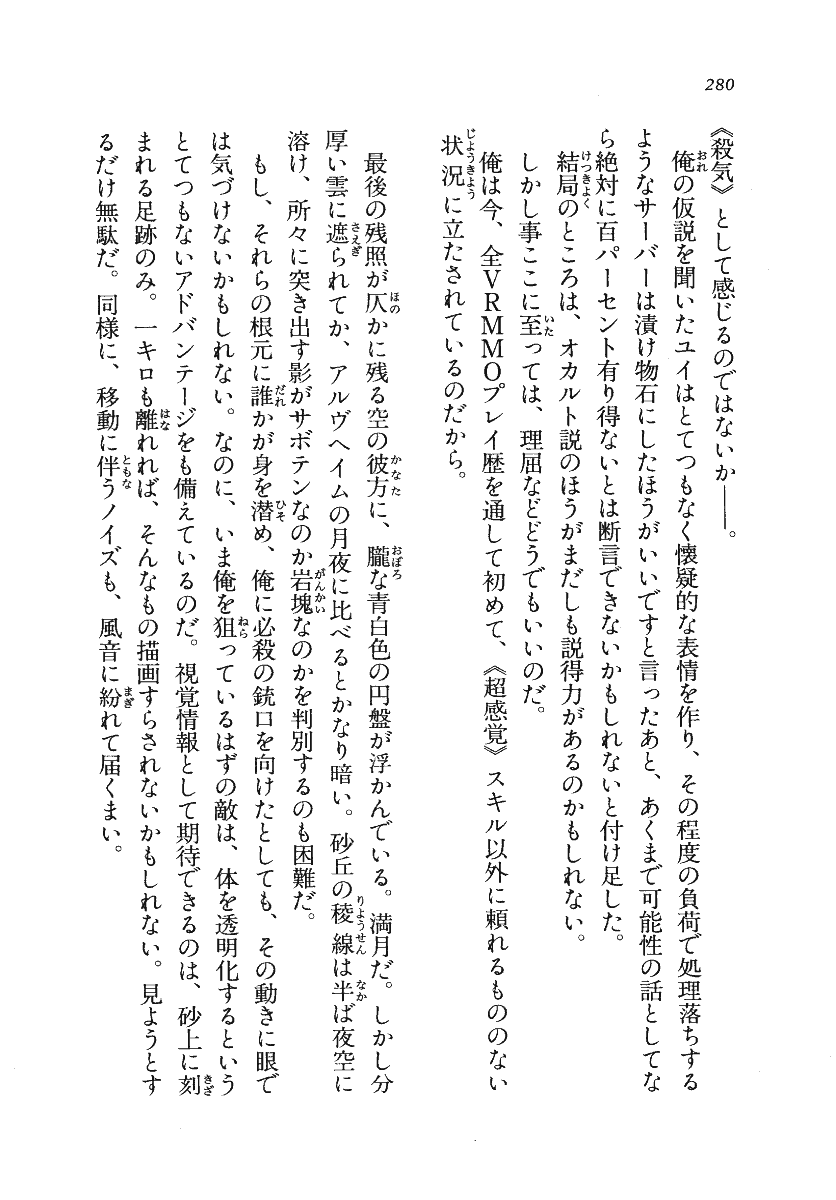 280
《殺気》として感じるのではないか――。
俺の仮説を聞いたユイはとてつもなく懐疑的な表情を作り、その程度の負荷で処理落ちする
ようなサーバーは漬け物石にしたほうがいいですと言ったあと、あくまで可能性の話としてな
ら絶対に百パーセント有り得ないとは断言できないかもしれないと付け足した。
結局のところは、オカルト説のほうがまだしも説得力があるのかもしれない。
しかし事ここに至っては、理屈などどうでもいいのだ。
俺は今、全VRMMOプレイ歴を通して初めて、《超感覚》スキル以外に頼れるもののない
状況に立たされているのだから。
最後の残照が仄かに残る空の彼方に、朧な青白色の円盤が浮かんでいる。満月だ。しかし分
厚い雲に遮られてか、アルヴヘイムの月夜に比べるとかなり暗い。砂丘の稜線は半ば夜空に
溶け、所々に突き出す影がサボテンなのか岩塊なのかを判別するのも困難だ。
もし、それらの根元に誰かが身を潜め、俺に必殺の銃口を向けたとしても、その動きに眼で
は気づけないかもしれない。なのに、いま俺を狙っているはずの敵は、体を透明化するという
とてつもないアドバンテージをも備えているのだ。視覚情報として期待できるのは、砂上に刻
まれる足跡のみ。一キロも離れれば、そんなもの描画すらされないかもしれない。見ようとす
るだけ無駄だ。同様に、移動に伴うノイズも、風音に紛れて届くまい。